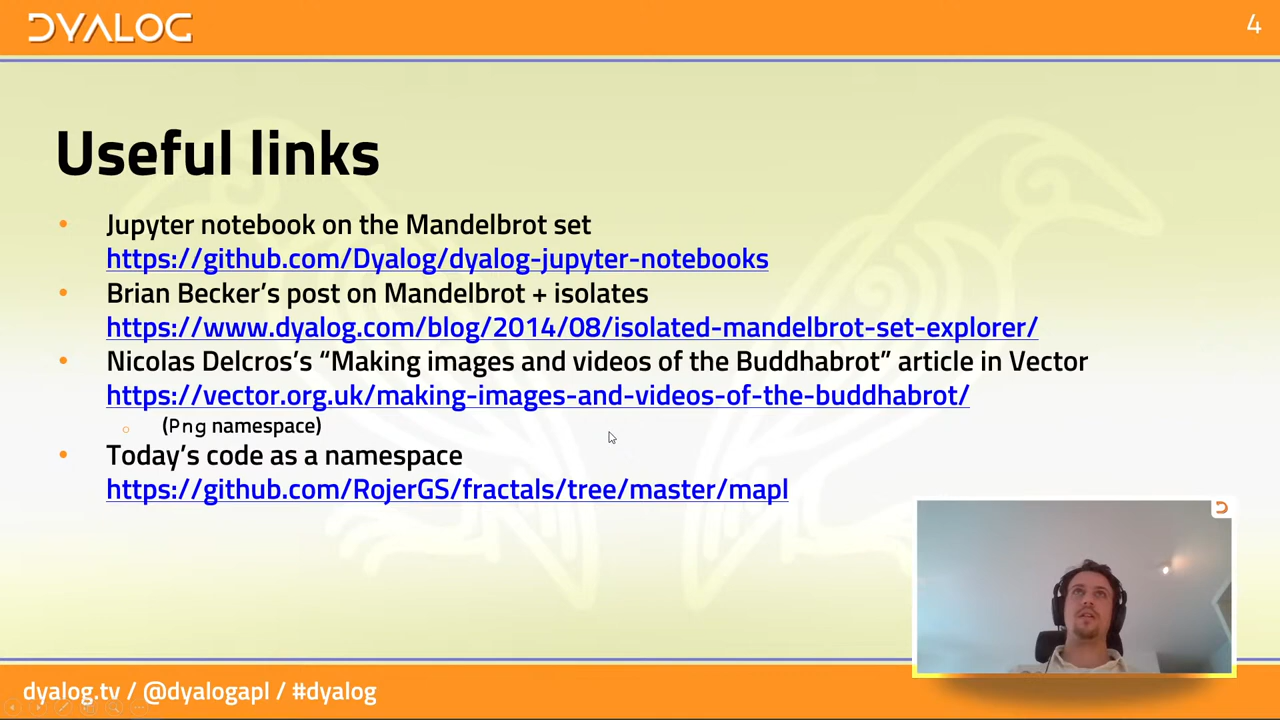 DYALOG
4
Useful links
Jupyter notebook on the Mandelbrot set
https://github.com/Dyalog/dyalog-jupyter-notebooks
Brian Becker’s post on Mandelbrot + isolates
https://www.dyalog.com/blog/2014/08/isolated-mandelbrot-set-explorer/
Nicolas Delcros’s “Making images and videos of the Buddhabrot” article in Vector
https://vector.org.uk/making-images-and-videos-of-the-buddhabrot/
(Png namespace)
Today’s code as a namespace
https://github.com/RojerGS/fractals/tree/master/mapl
dyalog.tv / @dyalogapl / #dyalog